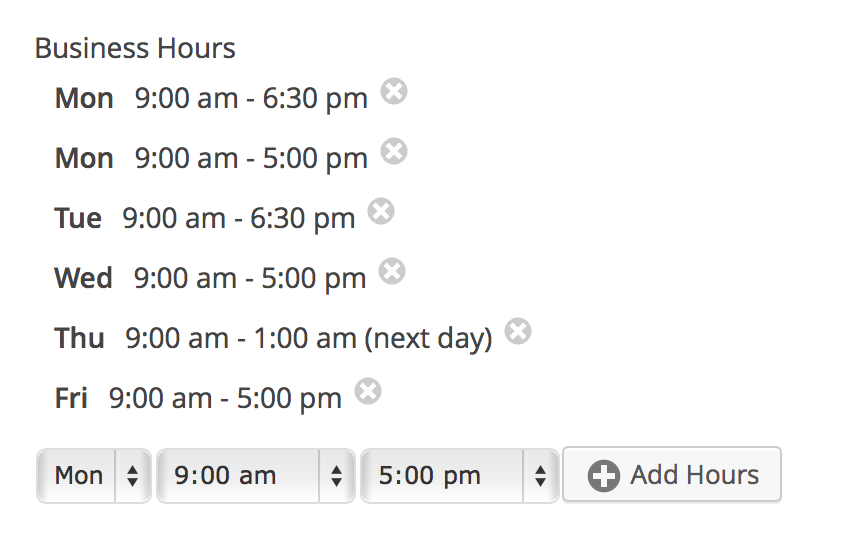 Business Hours
Mon 9:00 am - 6:30 pm
Mon 9:00 am - 5:00 pm
Tue 9:00 am - 6:30 pm
Wed 9:00 am - 5:00 pm
Thu 9:00 am - 1:00 am (next day)
Fri 9:00 am - 5:00 pm
Mon 9:00 am 5:00 pm Add Hours